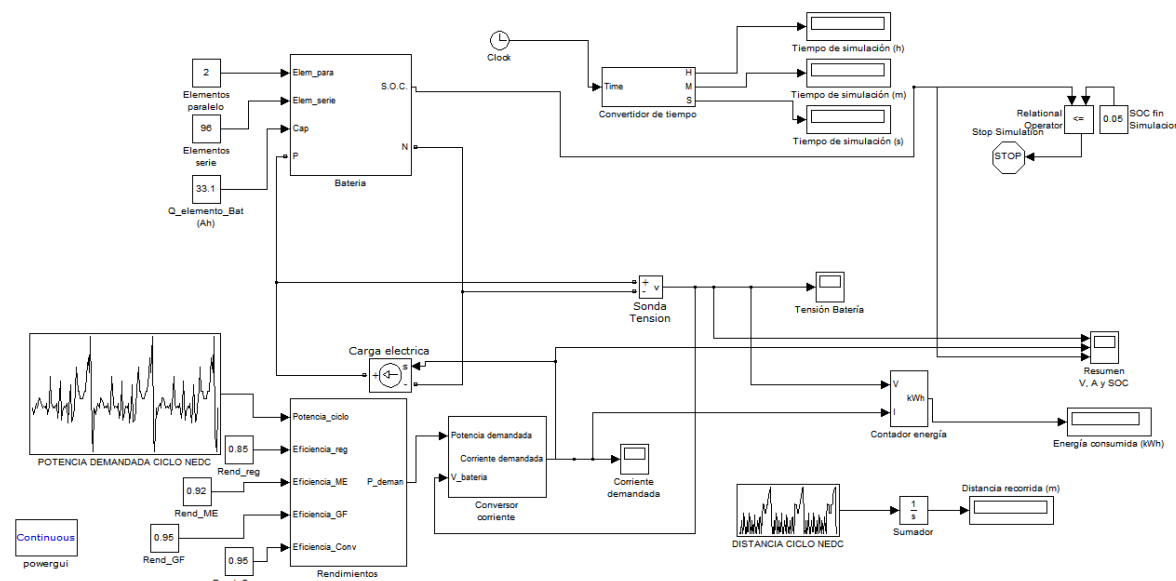 Clock
Time
H
M
S
Convertidor de tiempo
Tiempo de simulación (h)
Tiempo de simulación (m)
Tiempo de simulación (s)
2
Elementos
paralelo
96
Elementos
serie
33.1
Q_elemento_Bat
(Ah)
Elem_para
Elem_serie
Cap
P
S.O.C.
N
Bateria
Relational
Operator
<=
0.05
SOC fin
Simulacion
Stop Simulation
STOP
+
-
v
Sonda
Tension
Tensión Batería
Carga electrica
+
s
-
Resumen
V, A y SOC
POTENCIA DEMANDADA CICLO NEDC
0.85
Rend_reg
0.92
Rend_ME
0.95
Rend_GF
0.95
Potencia_ciclo
Eficiencia_reg
Eficiencia_ME
Eficiencia_GF
Eficiencia_Conv
P_deman
Rendimientos
Potencia demandada
Corriente demandada
V_bateria
Conversor
corriente
Corriente
demandada
V
I
kWh
Contador energía
Energía consumida (kWh)
DISTANCIA CICLO NEDC
1
s
Sumador
Distancia recorrida (m)
Continuous
powergui